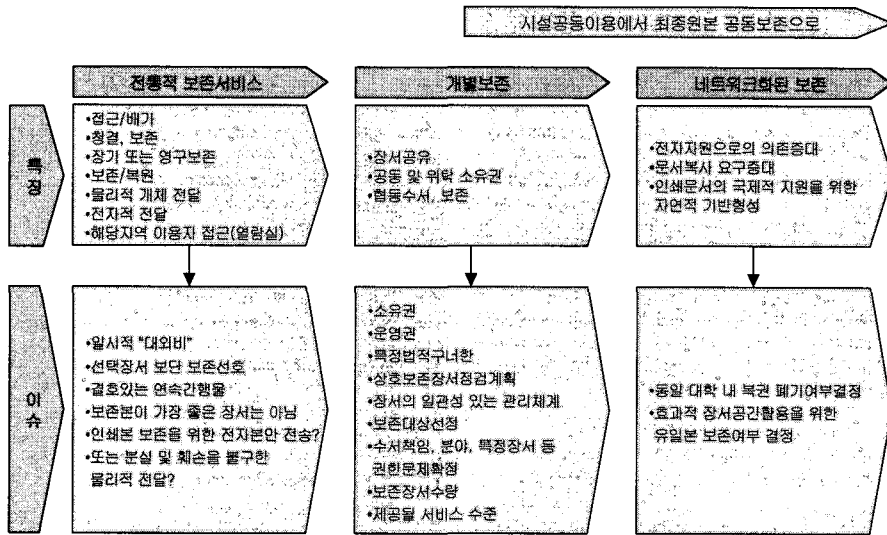 시설공동이용에서 최종원본 공동보존으로
전통적 보존서비스
개별보존
네트워크화된 보존
특징
•접근/배가
•청결, 보존
•장기 또는 영구보존
•보존/복원
•물리적 개체 전달
•전자적 전달
•해당지역 이용자 접근(열람실)
•장서공유
•공동 및 위탁 소유권
•협동수서, 보존
•전자자원으로의 의존증대
•문서복사 요구증대
•인쇄문서의 국제적 지원을 위한
자연적 기반형성
이슈
•일시적 "대외비"
•선택장서 보단 보존선호
•결호있는 연속간행물
•보존본이 가장 좋은 장서는 아님
•인쇄본 보존을 위한 전자본만 전송?
•또는 분실 및 훼손을 불구한
물리적 전달?
•소유권
•운영권
•특정법적구너한
•상호보존장서점검계획
•장서의 일관성 있는 관리체계
•보존대상선정
•수서책임, 분야, 특정장서 등
권한문제확정
•보존장서수량
•제공될 서비스 수준
•동일 대학 내 복권 폐기여부결정
•효과적 장서공간활용을 위한
유일본 보존여부 결정